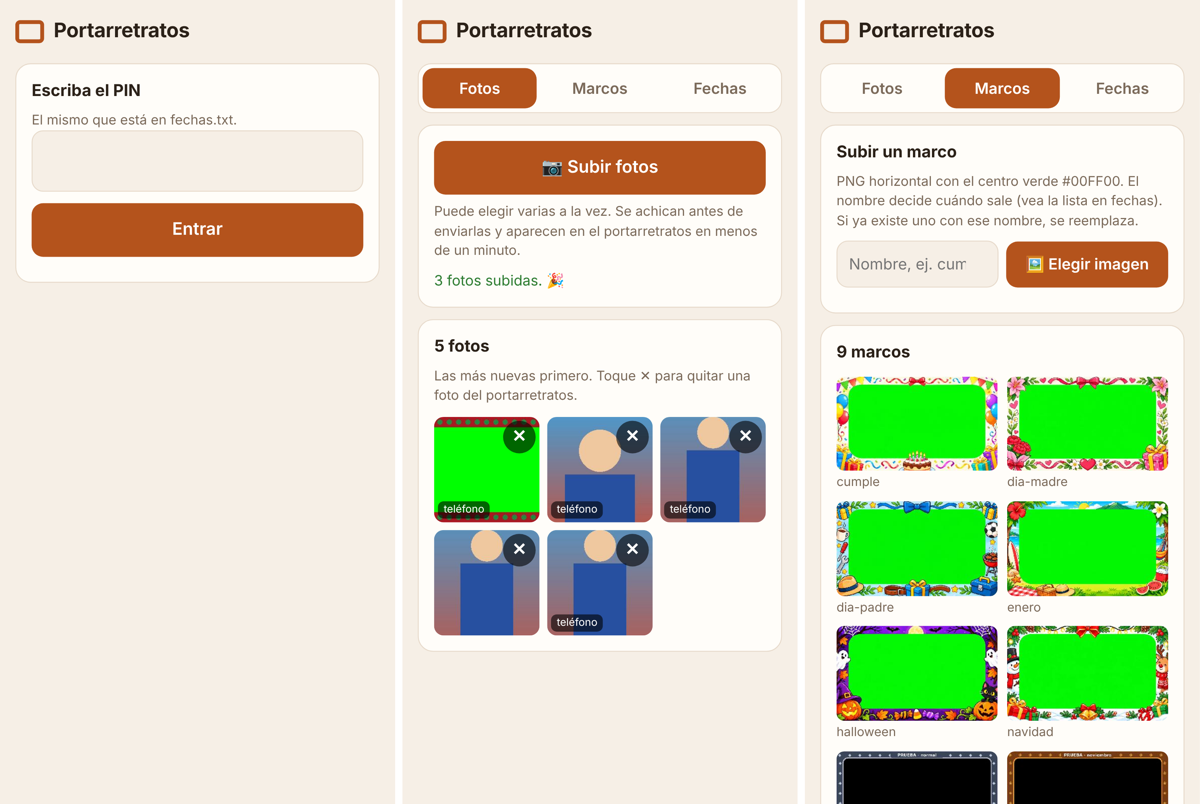 Portarretratos
Escriba el PIN
El mismo que está en fechas.txt.
Entrar
Portarretratos
Fotos
Marcos
Fechas
📷 Subir fotos
Puede elegir varias a la vez. Se achican antes de
enviarlas y aparecen en el portarretratos en menos
de un minuto.
3 fotos subidas. 🎉
5 fotos
Las más nuevas primero. Toque ✕ para quitar una
foto del portarretratos.
✕
✕
✕
teléfono
teléfono
teléfono
✕
✕
teléfono
Portarretratos
Fotos
Marcos
Fechas
Subir un marco
PNG horizontal con el centro verde #00FF00. El
nombre decide cuándo sale (vea la lista en fechas).
Si ya existe uno con ese nombre, se reemplaza.
Nombre, ej. cum
🖼️ Elegir imagen
9 marcos
cumple
dia-madre
dia-padre
enero
halloween
navidad
PRUEBA · normal